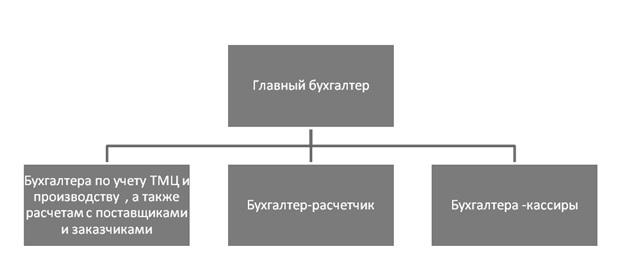 Главный бухгалтер
Бухгалтера по учету ТМЦ и
производству , а также
расчетам с поставщиками
и заказчиками
Бухгалтер-расчетчик
Бухгалтера -кассиры